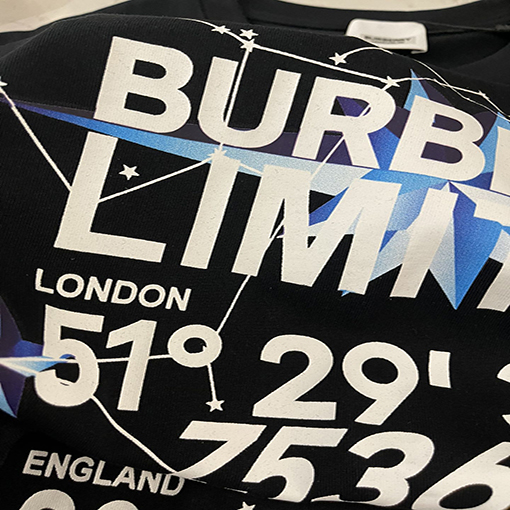 BURBE
LIMIT
LONDON
51° 29'
7536
ENGLAND